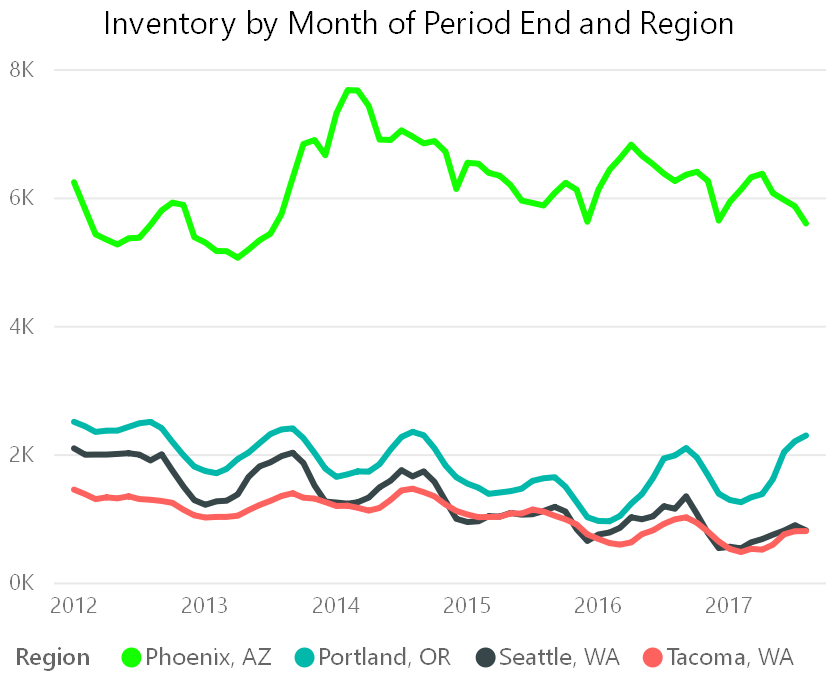 Inventory by Month of Period End and Region
8K
6K
4K
2K
0K
2012 2013 2014 2015 2016 2017
Region Phoenix, AZ Portland, OR Seattle, WA Tacoma, WA